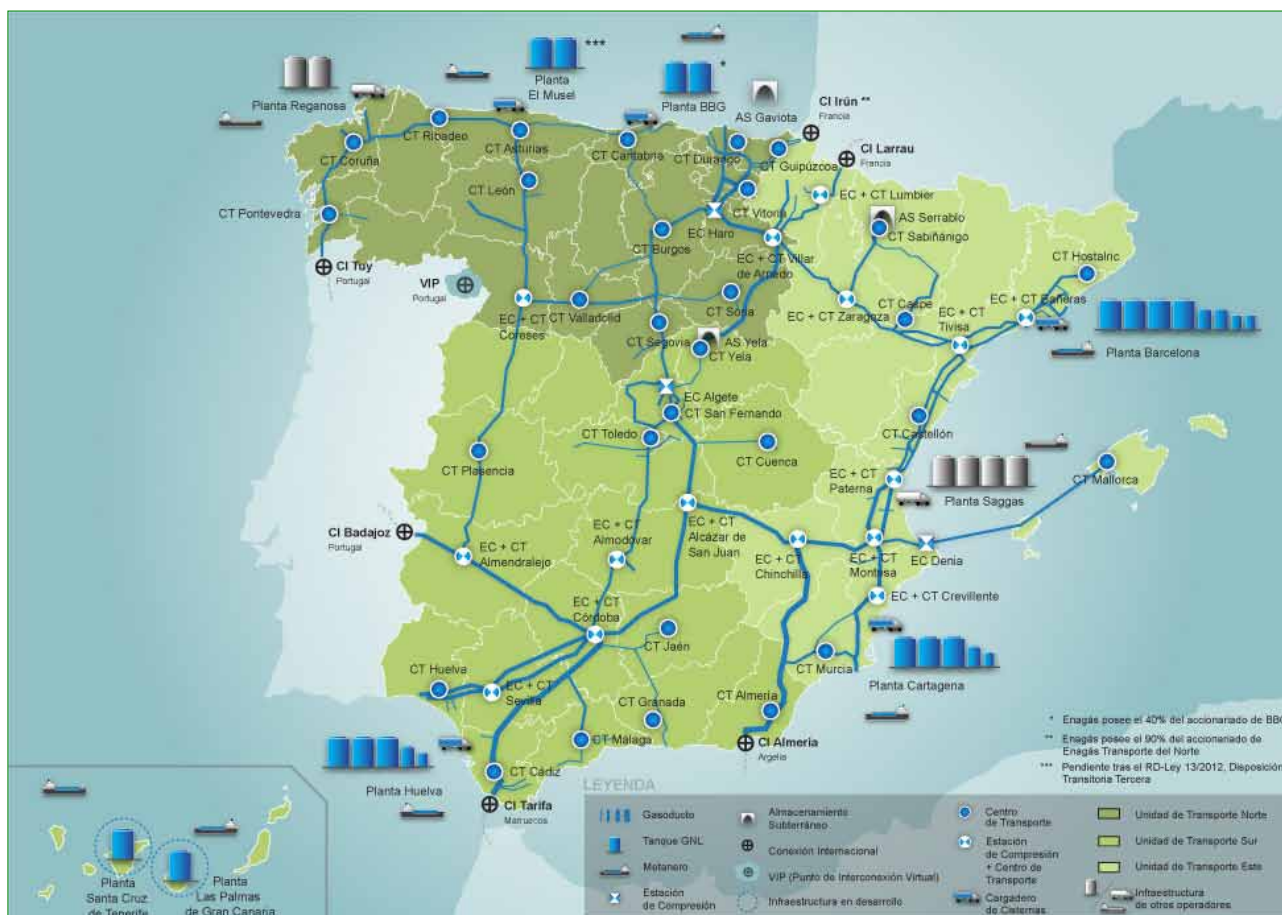 ***
Planta
El Musel
*
Planta BBG
Planta Reganosa
AS Gaviota
CI Irún **
Francia
CI Larrau
Francia
CT Ribadeo
CT Asturias
CT Cantabria
CT Durango
CT Guipúzcoa
CT Coruña
CT León
EC + CT Lumbier
CT Pontevedra
CT Vitoria
EC Haro
AS Serrablo
CT Sabiñánigo
CT Burgos
CI Tuy
Portugal
VIP
Portugal
EC + CT Villar
de Arnedo
CT Hostalric
EC + CT
Coreses
CT Valladolid
CT Soria
EC + CT Zaragoza
CT Caspe
EC + CT Bañeras
EC + CT
Tivisa
Planta Barcelona
CT Segovia
AS Yela
CT Yela
EC Algete
CT San Fernando
CT Toledo
CT Cuenca
CT Castellón
CT Plasencia
EC + CT
Paterna
Planta Saggas
CT Mallorca
CI Badajoz
Portugal
EC + CT
Almendralejo
EC + CT
Almodóvar
EC + CT
Alcázar de
San Juan
EC + CT
Chinchilla
EC + CT
Montesa
EC Denia
EC + CT Crevillente
EC + CT
Córdoba
CT Jaén
CT Murcia
Planta Cartagena
CT Huelva
EC + CT
Sevilla
CT Granada
CT Almería
CT Málaga
CI Almería
Argelia
Planta Huelva
CT Cádiz
CI Tarifa
Marruecos
* Enagás posee el 40% del accionariado de BBG
** Enagás posee el 90% del accionariado de
Enagás Transporte del Norte
*** Pendiente tras el RD-Ley 13/2012, Disposición
Transitoria Tercera
Planta
Santa Cruz
de Tenerife
Planta
Las Palmas
de Gran Canaria
LEYENDA
Gasoducto
Tanque GNL
Metanero
Estación
de Compresión
Almacenamiento
Subterráneo
Conexión Internacional
VIP (Punto de Interconexión Virtual)
Infraestructura en desarrollo
Centro
de Transporte
Estación
de Compresión
+ Centro de
Transporte
Cargadero
de Cisternas
Unidad de Transporte Norte
Unidad de Transporte Sur
Unidad de Transporte Este
Infraestructura
de otros operadores